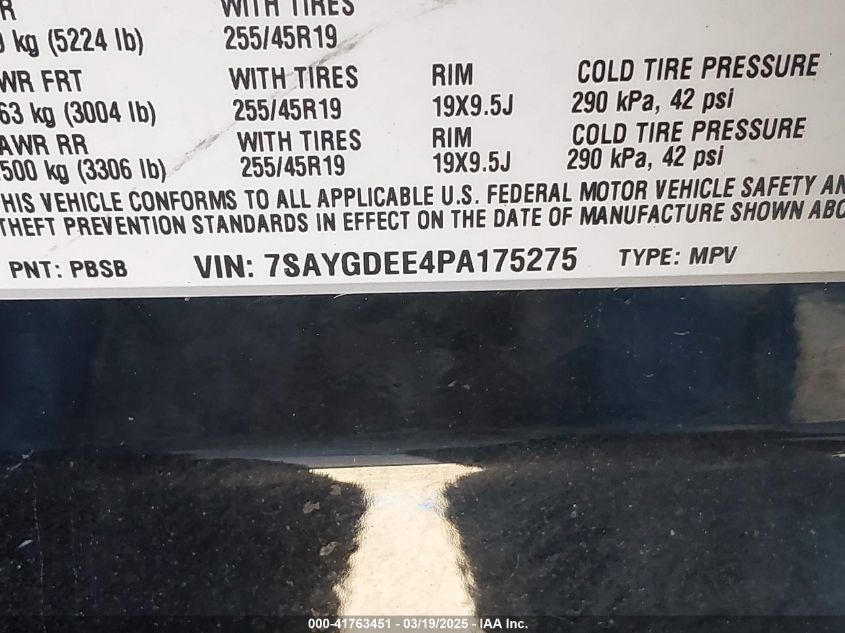 R WITH TIRES
0 kg (5224 lb) 255/45R19
WR FRT WITH TIRES RIM COLD TIRE PRESSURE
63 kg (3004 lb) 255/45R19 19X9.5J 290 kPa, 42 psi
AWR RR WITH TIRES RIM COLD TIRE PRESSURE
500 kg (3306 lb) 255/45R19 19X9.5J 290 kPa, 42 psi
HIS VEHICLE CONFORMS TO ALL APPLICABLE U.S. FEDERAL MOTOR VEHICLE SAFETY AN
THEFT PREVENTION STANDARDS IN EFFECT ON THE DATE OF MANUFACTURE SHOWN ABO
PNT: PBSB VIN: 7SAYGDEE4PA175275 TYPE: MPV
000-41763451 - 03/19/2025 - IAA Inc.